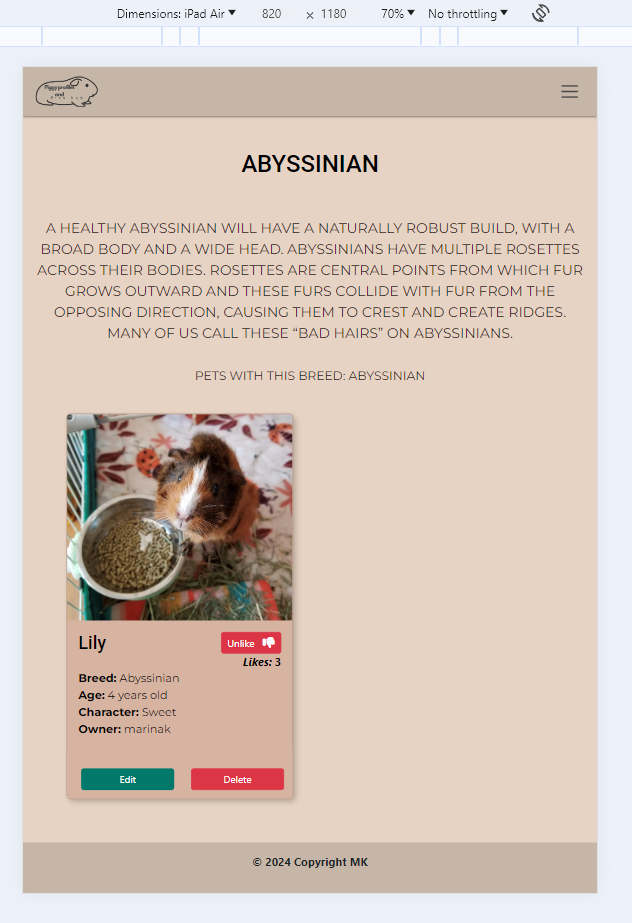 Dimensions: iPad Air 820 × 1180 70% No throttling
Piggy profiles
and
ABYSSINIAN
A HEALTHY ABYSSINIAN WILL HAVE A NATURALLY ROBUST BUILD, WITH A
BROAD BODY AND A WIDE HEAD. ABYSSINIANS HAVE MULTIPLE ROSETTES
ACROSS THEIR BODIES. ROSETTES ARE CENTRAL POINTS FROM WHICH FUR
GROWS OUTWARD AND THESE FURS COLLIDE WITH FUR FROM THE
OPPOSING DIRECTION, CAUSING THEM TO CREST AND CREATE RIDGES.
MANY OF US CALL THESE “BAD HAIRS” ON ABYSSINIANS.
PETS WITH THIS BREED: ABYSSINIAN
Lily
Unlike
Likes: 3
Breed: Abyssinian
Age: 4 years old
Character: Sweet
Owner: marinak
Edit Delete
© 2024 Copyright MK